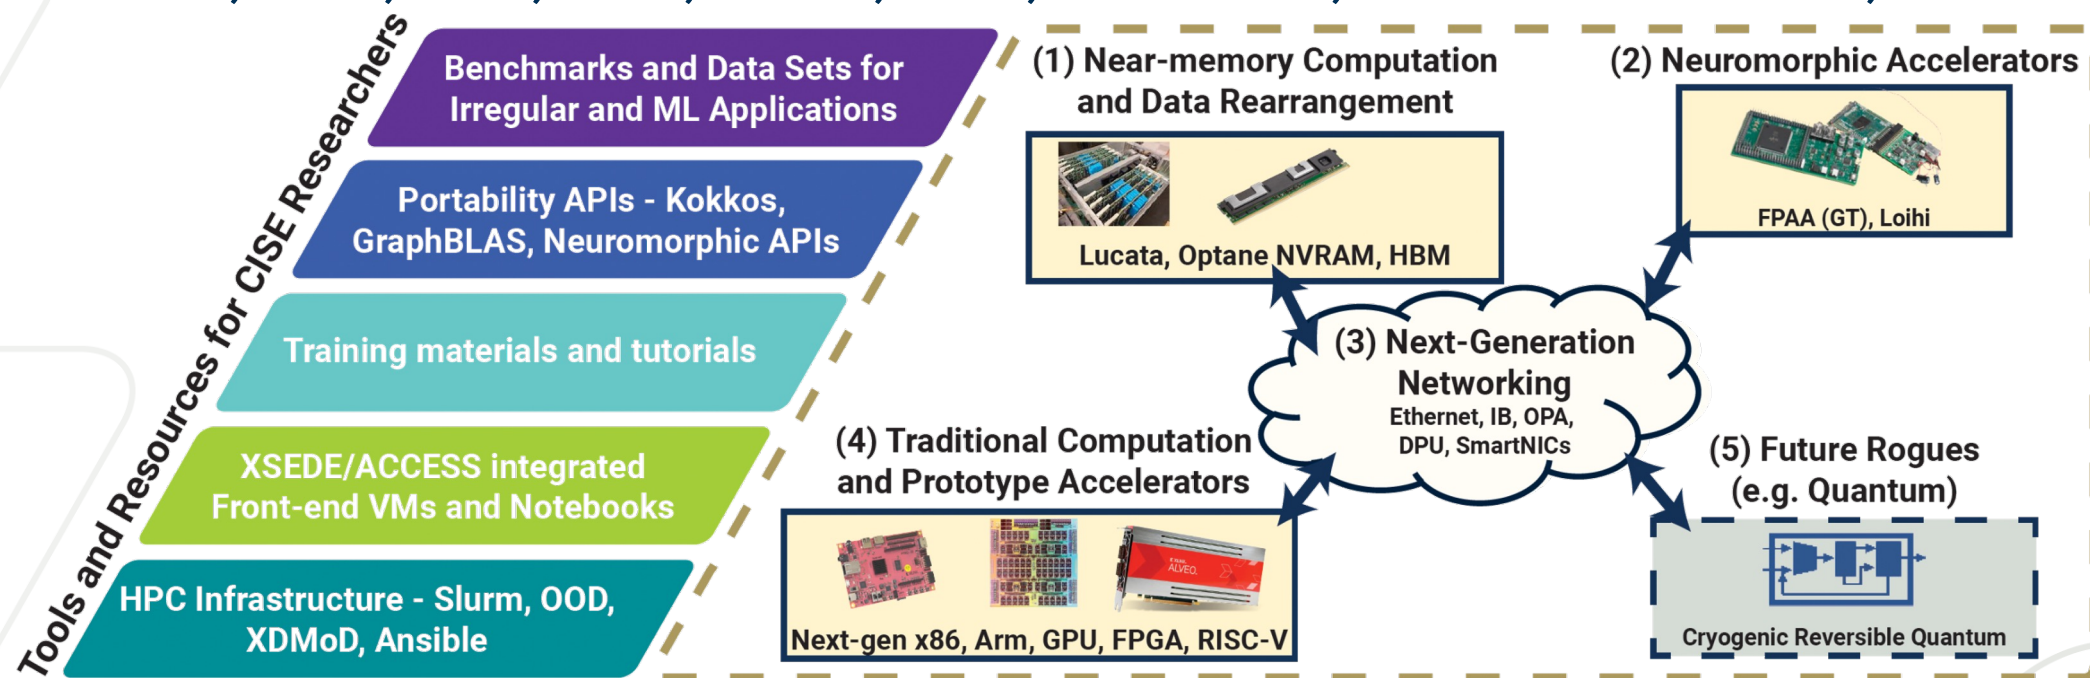 Tools and Resources for CISE Researchers
Benchmarks and Data Sets for
Irregular and ML Applications
Portability APIs - Kokkos,
GraphBLAS, Neuromorphic APIs
Training materials and tutorials
XSEDE/ACCESS integrated
Front-end VMs and Notebooks
HPC Infrastructure - Slurm, OOD,
XDMoD, Ansible
(1) Near-memory Computation
and Data Rearrangement
Lucata, Optane NVRAM, HBM
(2) Neuromorphic Accelerators
FPAA (GT), Loihi
(3) Next-Generation
Networking
Ethernet, IB, OPA,
DPU, SmartNICs
(4) Traditional Computation
and Prototype Accelerators
ALVEO.
Next-gen x86, Arm, GPU, FPGA, RISC-V
(5) Future Rogues
(e.g. Quantum)
Cryogenic Reversible Quantum